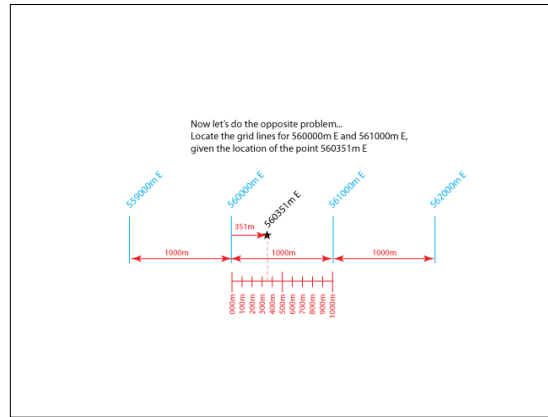 Now let's do the opposite problem...
Locate the grid lines for 560000m E and 561000m E,
given the location of the point 560351m E
559000m E
560000m E
560351m E
561000m E
562000m E
351m
1000m
1000m
1000m
000m
100m
200m
300m
400m
500m
600m
700m
800m
900m
1000m